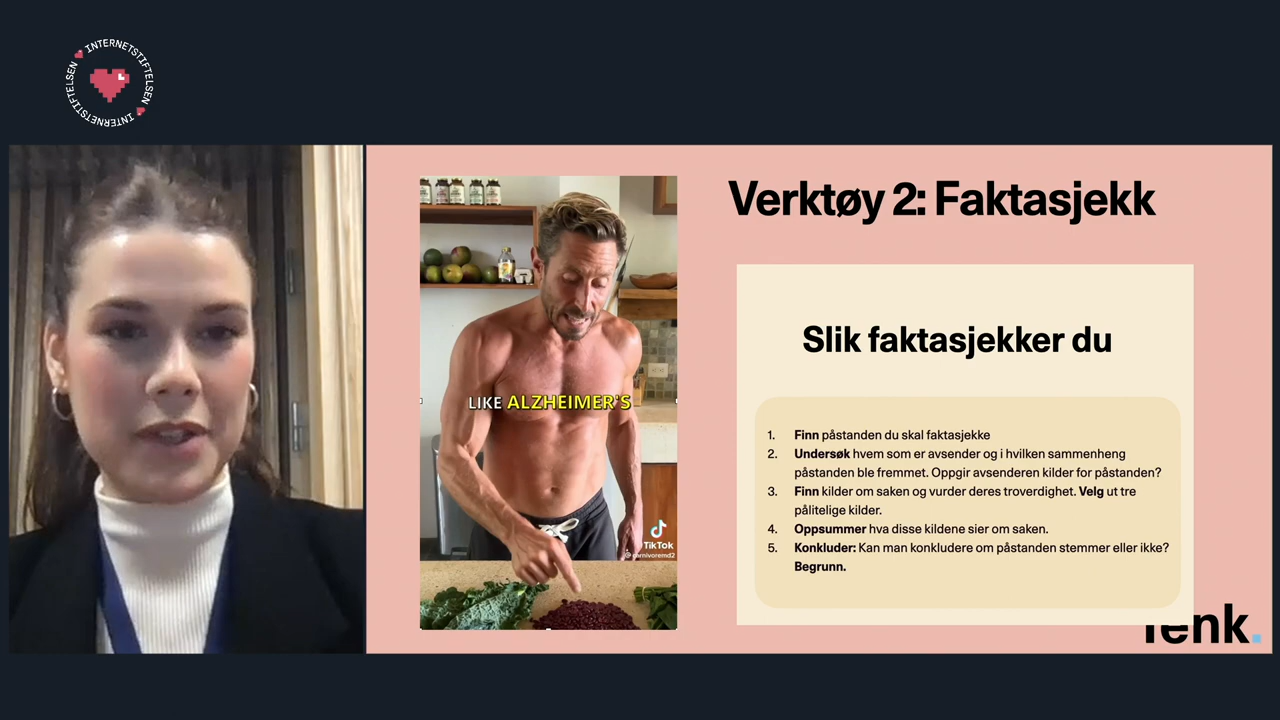 INTERNETSTIFTELSEN
INTERNETSTIFTELSEN
Verktøy 2: Faktasjekk
LIKE ALZHEIMER'S
TikTok
@carnivoremd2
Slik faktasjekker du
1. Finn påstanden du skal faktasjekke
2. Undersøk hvem som er avsender og i hvilken sammenheng
påstanden ble fremmet. Oppgir avsenderen kilder for påstanden?
3. Finn kilder om saken og vurder deres troverdighet. Velg ut tre
pålitelige kilder.
4. Oppsummer hva disse kildene sier om saken.
5. Konkluder: Kan man konkludere om påstanden stemmer eller ikke?
Begrunn.
Tenk.